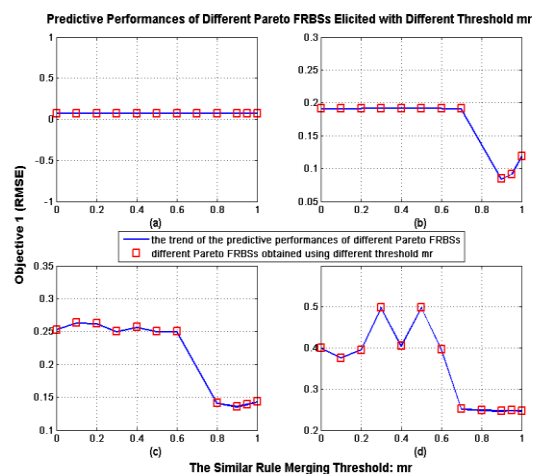 Predictive Performances of Different Pareto FRBSs Elicited with Different Threshold mr
Objective 1 (RMSE)
1
0.5
0
-0.5
-1
0 0.2 0.4 0.6 0.8 1
(a)
0.3
0.25
0.2
0.15
0.1
0.05
0 0.2 0.4 0.6 0.8 1
(b)
the trend of the predictive performances of different Pareto FRBSs
different Pareto FRBSs obtained using different threshold mr
0.35
0.3
0.25
0.2
0.15
0.1
0 0.2 0.4 0.6 0.8 1
(c)
0.5
0.4
0.3
0.2
0 0.2 0.4 0.6 0.8 1
(d)
The Similar Rule Merging Threshold: mr